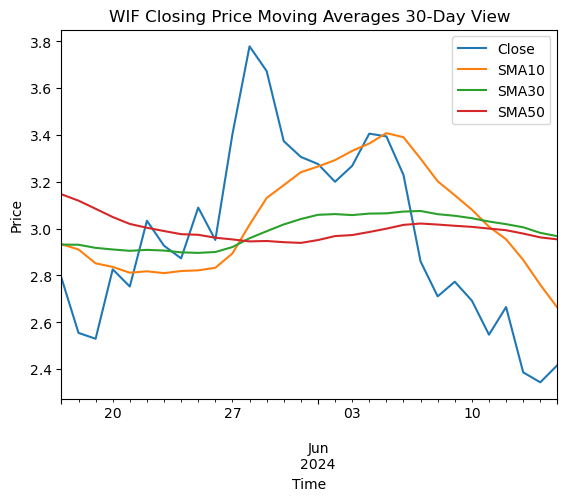 WIF Closing Price Moving Averages 30-Day View
Close
SMA10
SMA30
SMA50
Price
3.8
3.6
3.4
3.2
3.0
2.8
2.6
2.4
20 27 03 10
Jun
2024
Time